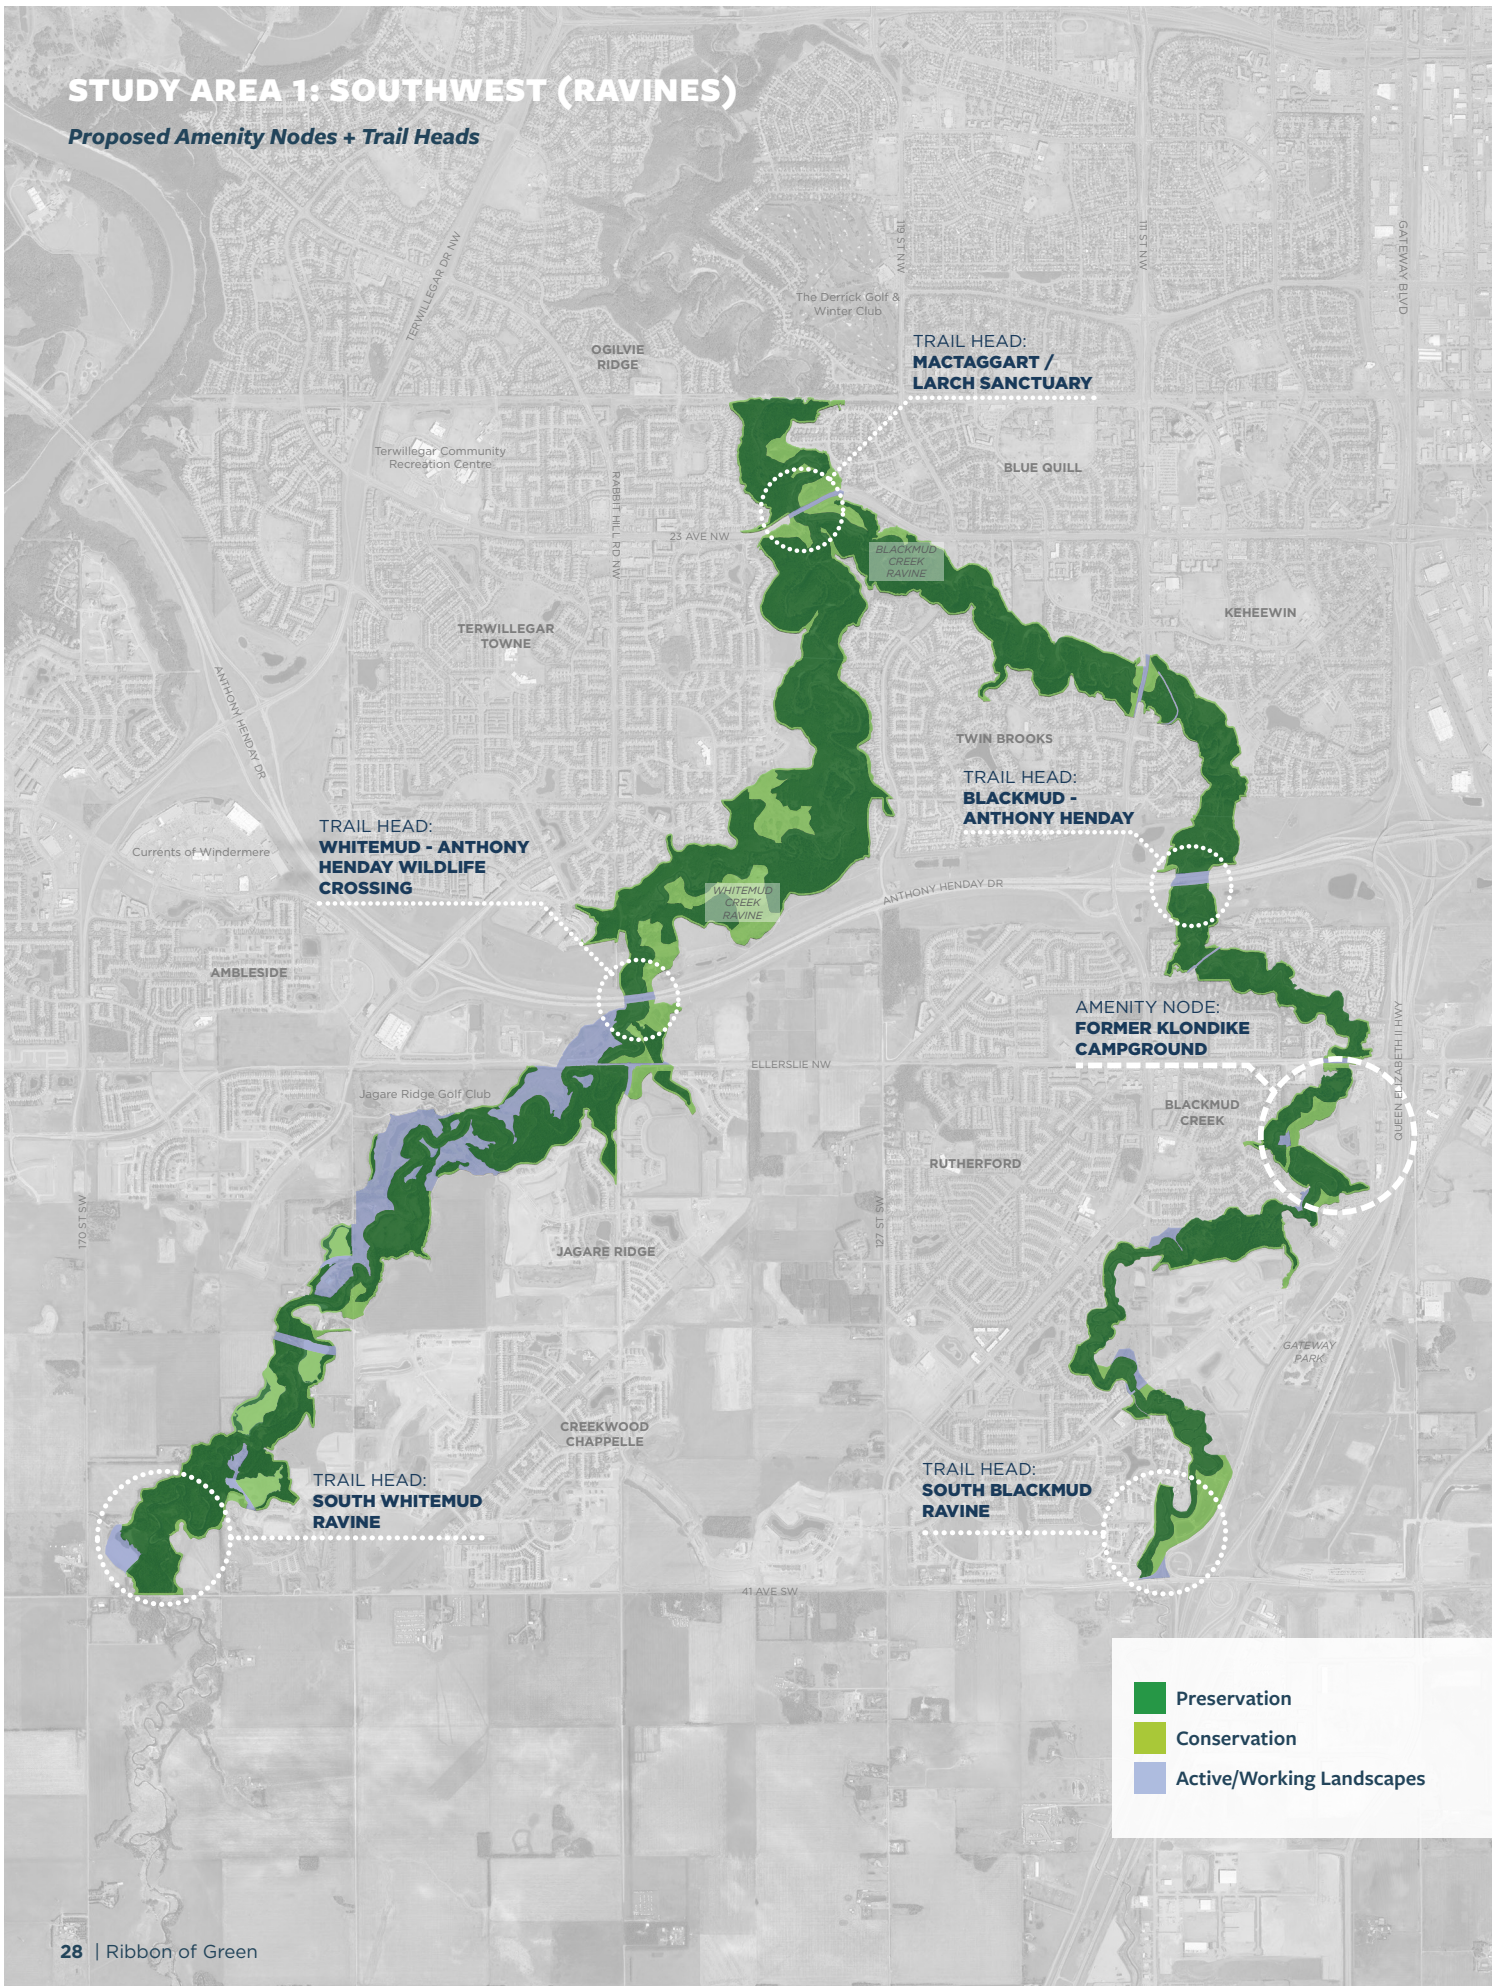 STUDY AREA 1: SOUTHWEST (RAVINES)
Proposed Amenity Nodes + Trail Heads
TERWILLEGAR DR NW
119 ST NW
111 ST NW
GATEWAY BLVD
The Derrick Golf &
Winter Club
OGILVIE
RIDGE
TRAIL HEAD:
MACTAGGART /
LARCH SANCTUARY
Terwillegar Community
Recreation Centre
RABBIT HILL RD NW
BLUE QUILL
23 AVE NW
BLACKMUD
CREEK
RAVINE
TERWILLEGAR
TOWNE
KEHEEWIN
ANTHONY HENDAY DR
TWIN BROOKS
TRAIL HEAD:
BLACKMUD -
ANTHONY HENDAY
TRAIL HEAD:
WHITEMUD - ANTHONY
HENDAY WILDLIFE
CROSSING
Currents of Windermere
WHITEMUD
CREEK
RAVINE
ANTHONY HENDAY DR
AMBLESIDE
AMENITY NODE:
FORMER KLONDIKE
CAMPGROUND
QUEEN ELIZABETH II HWY
ELLERSLIE NW
Jagare Ridge Golf Club
BLACKMUD
CREEK
RUTHERFORD
170 ST SW
127 ST SW
JAGARE RIDGE
GATEWAY
PARK
CREEKWOOD
CHAPPELLE
TRAIL HEAD:
SOUTH WHITEMUD
RAVINE
TRAIL HEAD:
SOUTH BLACKMUD
RAVINE
41 AVE SW
Preservation
Conservation
Active/Working Landscapes
28 | Ribbon of Green